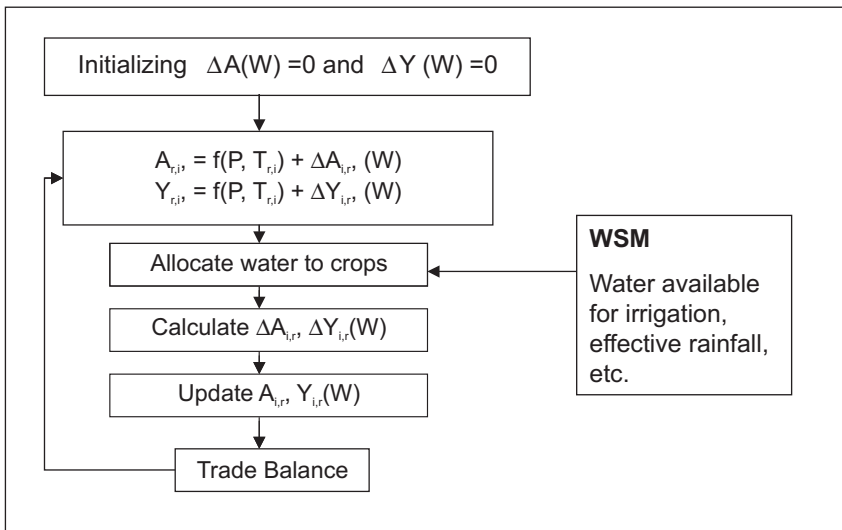 Initializing ΔA(W) =0 and ΔY (W) =0
A_{r,i}, = f(P, T_{r,i}) + ΔA_{i,r}, (W)
Y_{r,i}, = f(P, T_{r,i}) + ΔY_{i,r}, (W)
Allocate water to crops
Calculate ΔA_{i,r}, ΔY_{i,r}(W)
Update A_{i,r}, Y_{i,r}(W)
Trade Balance
WSM
Water available
for irrigation,
effective rainfall,
etc.